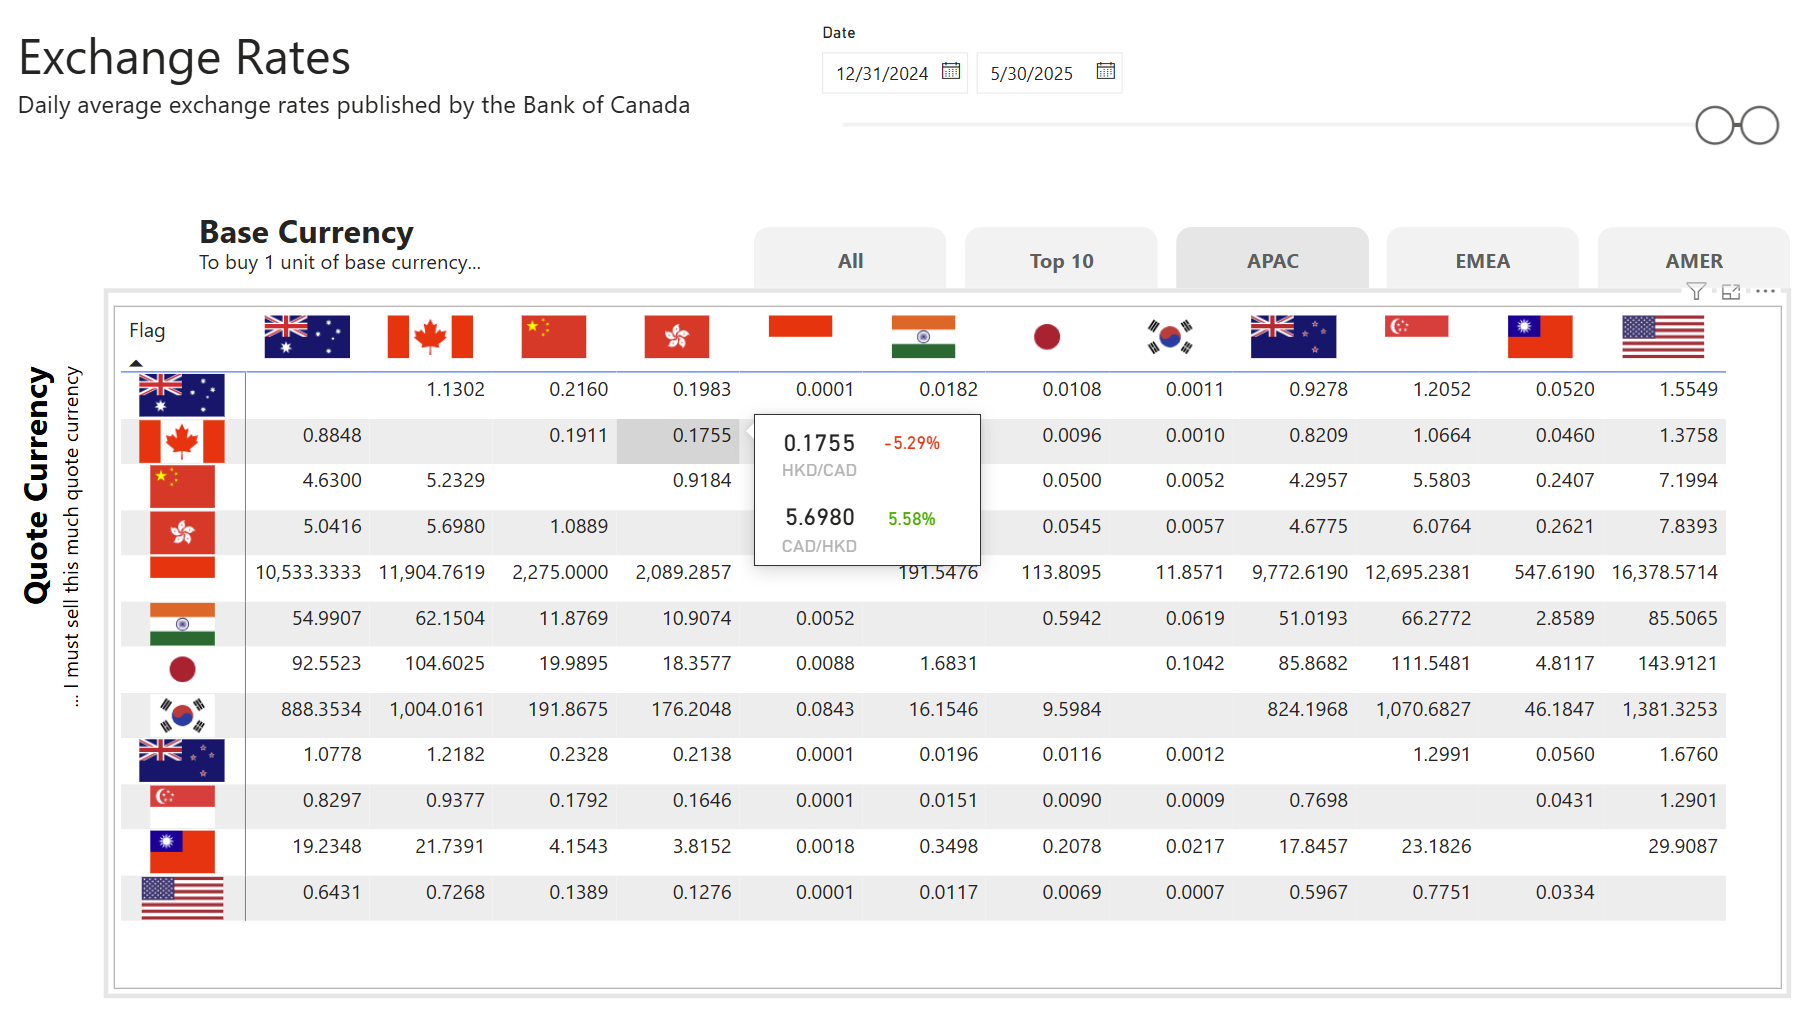 Exchange Rates
Daily average exchange rates published by the Bank of Canada
Date
12/31/2024 5/30/2025
Base Currency
To buy 1 unit of base currency...
All Top 10 APAC EMEA AMER
Quote Currency
... I must sell this much quote currency
Flag
1.1302 0.2160 0.1983 0.0001 0.0182 0.0108 0.0011 0.9278 1.2052 0.0520 1.5549
0.8848 0.1911 0.1755 0.0096 0.0010 0.8209 1.0664 0.0460 1.3758
0.1755 -5.29%
HKD/CAD
5.6980 5.58%
CAD/HKD
4.6300 5.2329 0.9184 0.0500 0.0052 4.2957 5.5803 0.2407 7.1994
5.0416 5.6980 1.0889 0.0545 0.0057 4.6775 6.0764 0.2621 7.8393
10,533.3333 11,904.7619 2,275.0000 2,089.2857 191.5476 113.8095 11.8571 9,772.6190 12,695.2381 547.6190 16,378.5714
54.9907 62.1504 11.8769 10.9074 0.0052 0.5942 0.0619 51.0193 66.2772 2.8589 85.5065
92.5523 104.6025 19.9895 18.3577 0.0088 1.6831 0.1042 85.8682 111.5481 4.8117 143.9121
888.3534 1,004.0161 191.8675 176.2048 0.0843 16.1546 9.5984 824.1968 1,070.6827 46.1847 1,381.3253
1.0778 1.2182 0.2328 0.2138 0.0001 0.0196 0.0116 0.0012 1.2991 0.0560 1.6760
0.8297 0.9377 0.1792 0.1646 0.0001 0.0151 0.0090 0.0009 0.7698 0.0431 1.2901
19.2348 21.7391 4.1543 3.8152 0.0018 0.3498 0.2078 0.0217 17.8457 23.1826 29.9087
0.6431 0.7268 0.1389 0.1276 0.0001 0.0117 0.0069 0.0007 0.5967 0.7751 0.0334